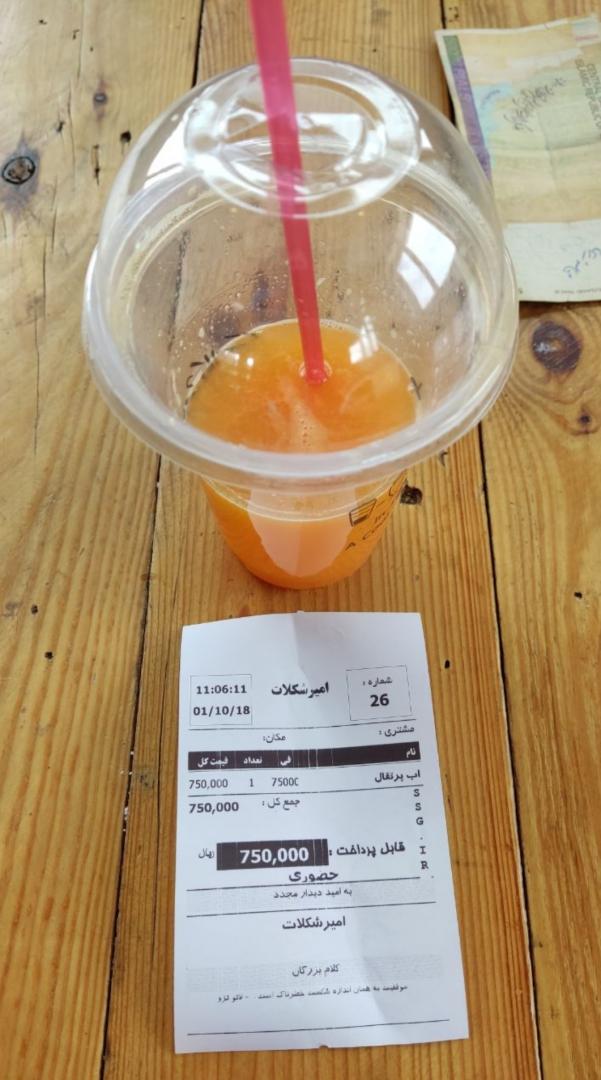 11:06:11
01/10/18
امیرشکلات
شماره :
26
مشتری :
مکان:
نام
فی
تعداد
قیمت کل
اب پرتقال
7500
1
750,000
جمع کل :
750,000
SSG.IR.
قابل پرداخت :
750,000
ریال
حضوری
به امید دیدار مجدد
امیرشکلات
کلام بزرگان
موفقیت به همان اندازه شکست خطرناک است - لائو تزو